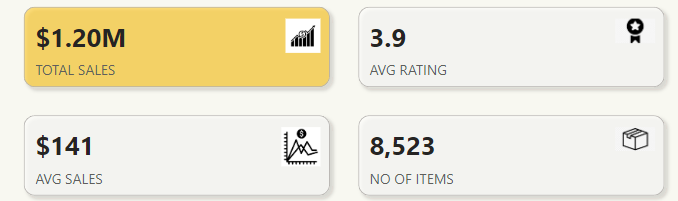 $1.20M
TOTAL SALES
3.9
AVG RATING
$141
AVG SALES
8,523
NO OF ITEMS